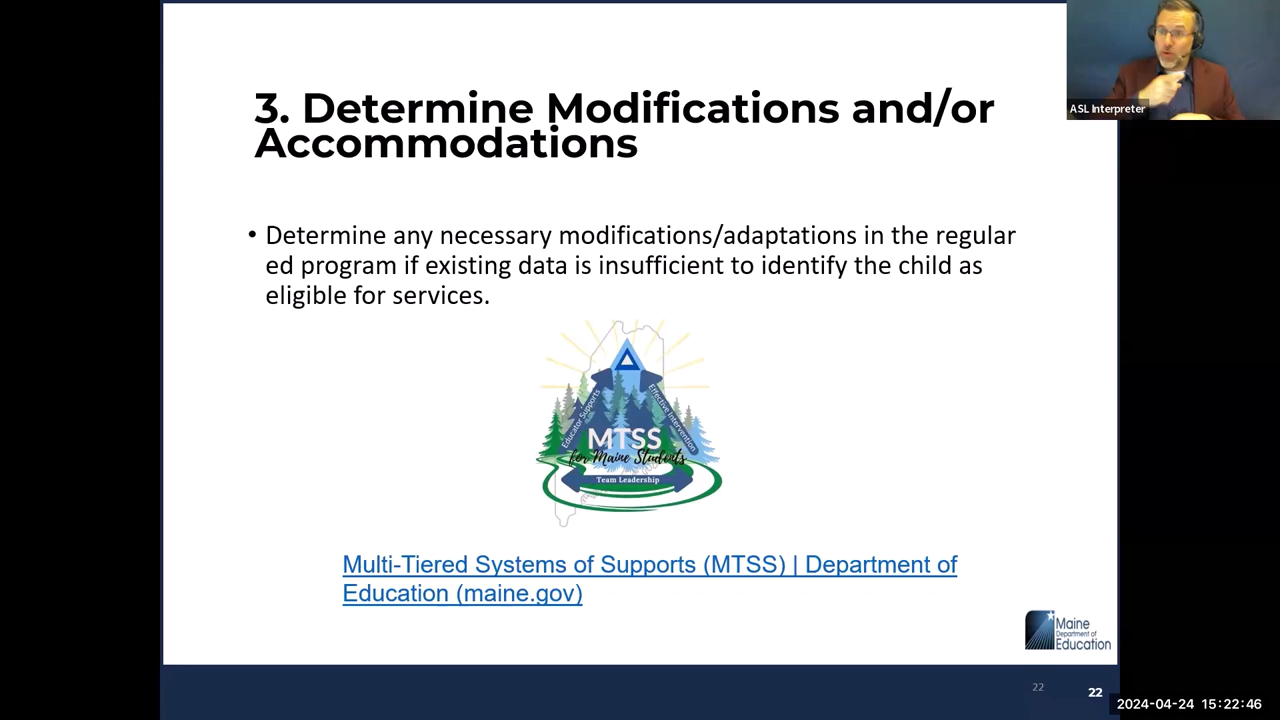 ASL Interpreter
3. Determine Modifications and/or
Accommodations
• Determine any necessary modifications/adaptations in the regular
ed program if existing data is insufficient to identify the child as
eligible for services.
Educator Supports
Effective Intervention
MTSS
for Maine Students
Team Leadership
Multi-Tiered Systems of Supports (MTSS) | Department of
Education (maine.gov)
Maine
Department of
Education
22
22
2024-04-24 15:22:46